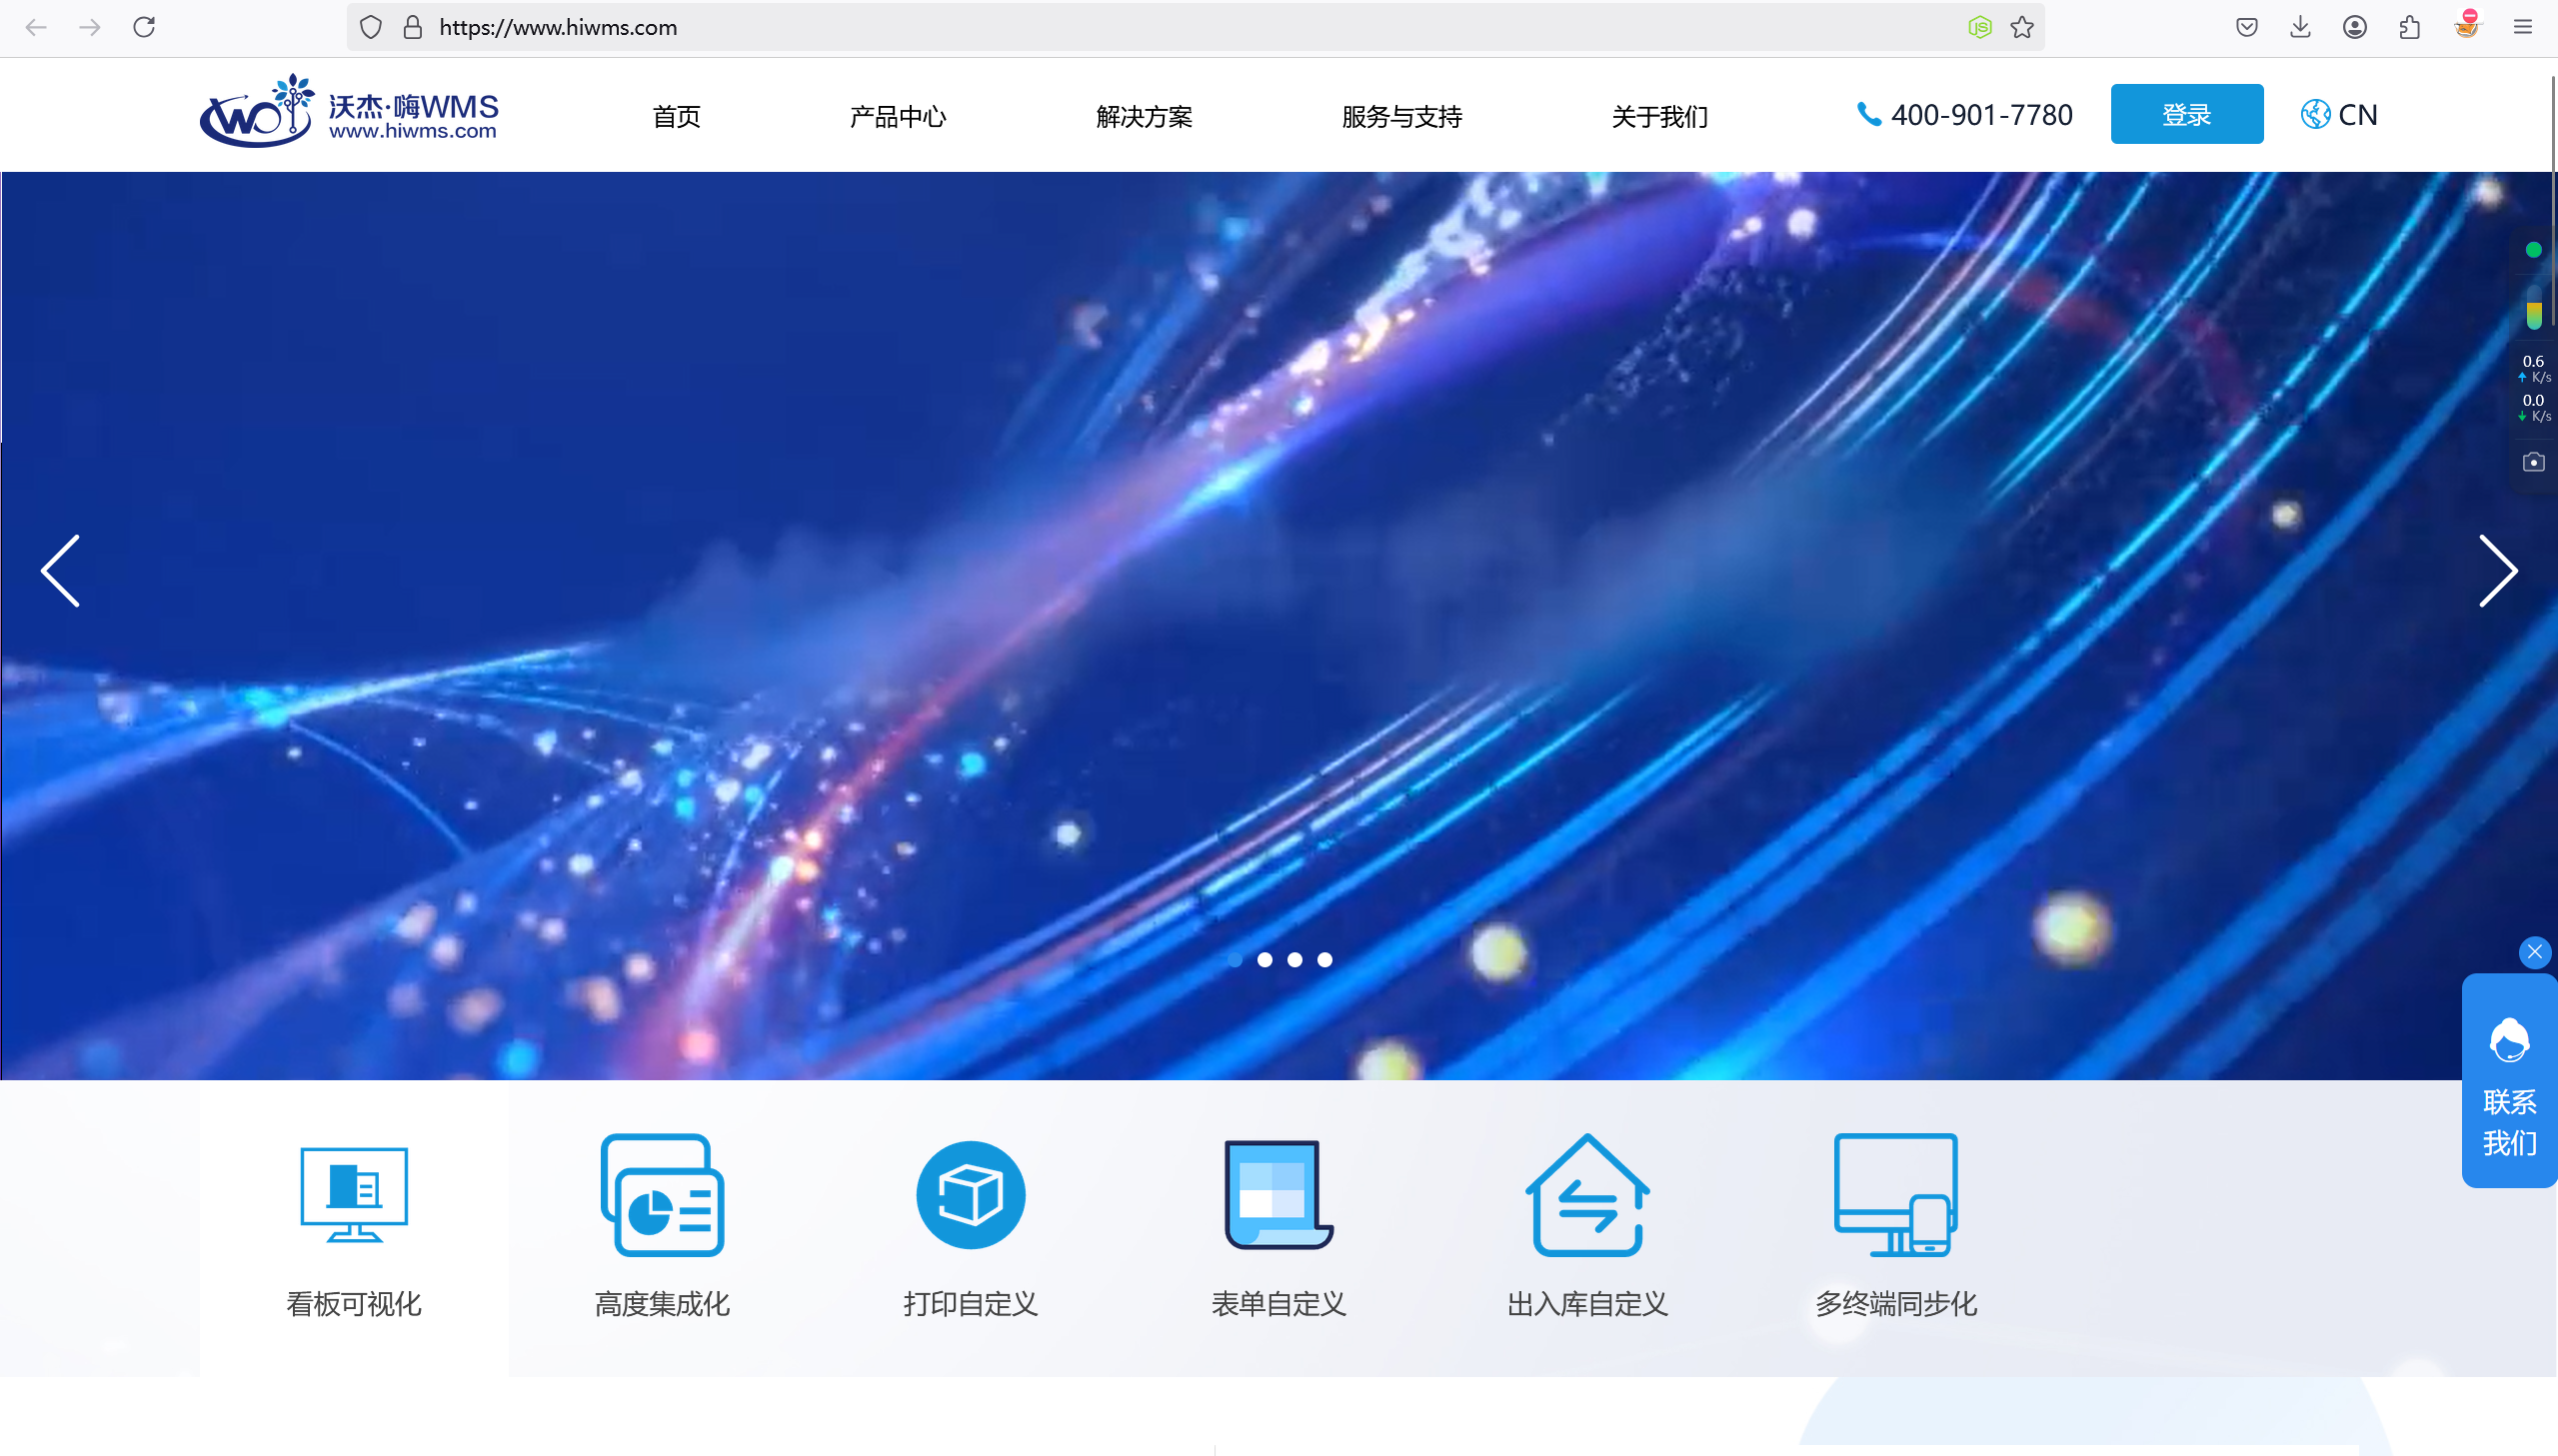 https://www.hiwms.com
沃杰·嗨WMS
www.hiwms.com
首页
产品中心
解决方案
服务与支持
关于我们
400-901-7780
登录
CN
0.6
K/s
0.0
K/s
联系
我们
看板可视化
高度集成化
打印自定义
表单自定义
出入库自定义
多终端同步化